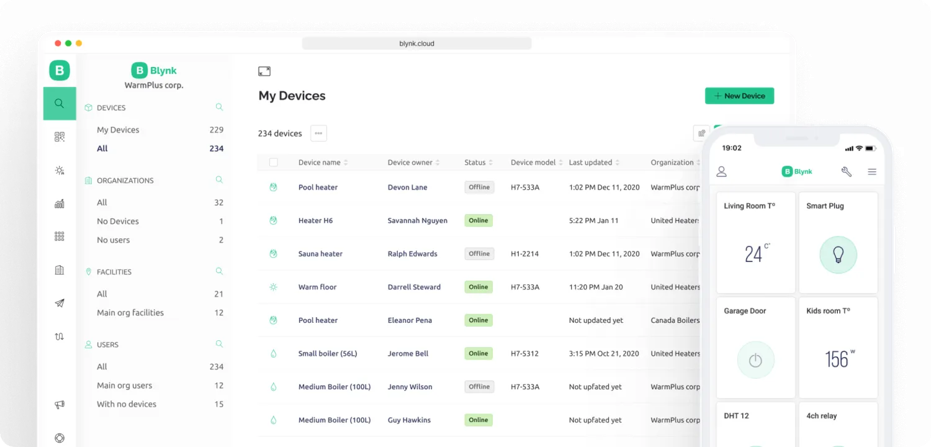 blynk.cloud
B
B Blynk
WarmPlus corp.
DEVICES
My Devices 229
All 234
ORGANIZATIONS
All 32
No Devices 1
No users 2
FACILITIES
All 21
Main org facilities 12
USERS
All 234
Main org users 12
With no devices 15
My Devices
+ New Device
234 devices ...
Device name Device owner Status Device model Last updated Organization
Pool heater Devon Lane Offline H7-533A 1:02 PM Dec 11, 2020 WarmPlus corp
Heater H6 Savannah Nguyen Online 5:22 PM Jan 11 United Heaters
Sauna heater Ralph Edwards Offline H1-2214 1:02 PM Dec 11, 2020 WarmPlus corp
Warm floor Darrell Steward Online H7-533A 11:20 PM Jan 20 United Heaters
Pool heater Eleanor Pena Online Not updated yet Canada Boilers
Small boiler (56L) Jerome Bell Online H7-5312 3:15 PM Oct 21, 2020 United Heaters
Medium Boiler (100L) Jenny Wilson Offline H7-533A Not upfated yet WarmPlus corp
Medium Boiler (100L) Guy Hawkins Online Not upfated yet United Heaters
19:02
B Blynk
Living Room Tº Smart Plug
24 C°
Garage Door Kids room Tº
156 W
DHT 12 4ch relay